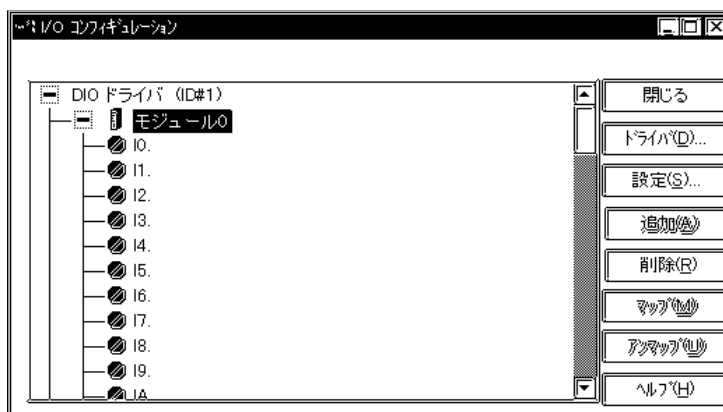 I/O コンフィギュレーション
DIO ドライバ (ID#1)
モジュール0
I0.
I1.
I2.
I3.
I4.
I5.
I6.
I7.
I8.
I9.
IA
閉じる
ドライバ(D)...
設定(S)...
追加(A)
削除(R)
マップ(M)
アンマップ(U)
ヘルプ(H)